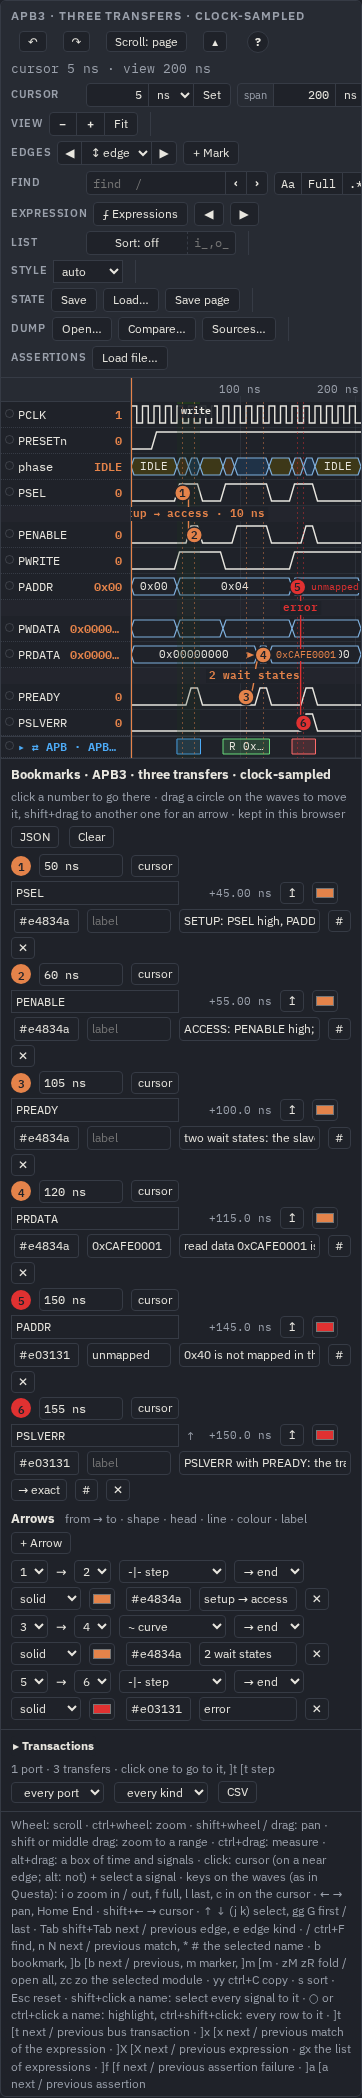 APB3 · THREE TRANSFERS · CLOCK-SAMPLED
↶ ↷ Scroll: page ▴ ?
cursor 5 ns · view 200 ns
CURSOR 5 ns Set span 200 ns
VIEW − + Fit
EDGES ◀ ↕ edge ▶ + Mark
FIND find / ‹ › Aa Full .*
EXPRESSION ⨍ Expressions ◀ ▶
LIST Sort: off i_,o_
STYLE auto
STATE Save Load… Save page
DUMP Open… Compare… Sources…
ASSERTIONS Load file…
100 ns 200 ns
PCLK 1 write
PRESETn 0
phase IDLE IDLE IDLE
PSEL 0 1
up → access · 10 ns
PENABLE 0 2
PWRITE 0
PADDR 0x00 0x00 0x04 5 unmapped
error
PWDATA 0x0000…
PRDATA 0x0000… 0x00000000 4 0xCAFE0001
2 wait states
PREADY 0 3
PSLVERR 0 6
▸ ⇄ APB · APB… R 0x…
Bookmarks · APB3 · three transfers · clock-sampled
click a number to go there · drag a circle on the waves to move
it, shift+drag to another one for an arrow · kept in this browser
JSON Clear
1 50 ns cursor
PSEL +45.00 ns ↥
#e4834a label SETUP: PSEL high, PADD #
✕
2 60 ns cursor
PENABLE +55.00 ns ↥
#e4834a label ACCESS: PENABLE high; #
✕
3 105 ns cursor
PREADY +100.0 ns ↥
#e4834a label two wait states: the slav #
✕
4 120 ns cursor
PRDATA +115.0 ns ↥
#e4834a 0xCAFE0001 read data 0xCAFE0001 i #
✕
5 150 ns cursor
PADDR +145.0 ns ↥
#e03131 unmapped 0x40 is not mapped in th #
✕
6 155 ns cursor
PSLVERR ↑ +150.0 ns ↥
#e03131 label PSLVERR with PREADY: the tra
→ exact # ✕
Arrows from → to · shape · head · line · colour · label
+ Arrow
1 → 2 -|- step → end
solid #e4834a setup → access ✕
3 → 4 ~ curve → end
solid #e4834a 2 wait states ✕
5 → 6 -|- step → end
solid #e03131 error ✕
▸ Transactions
1 port · 3 transfers · click one to go to it, ]t [t step
every port every kind CSV
Wheel: scroll · ctrl+wheel: zoom · shift+wheel / drag: pan ·
shift or middle drag: zoom to a range · ctrl+drag: measure ·
alt+drag: a box of time and signals · click: cursor (on a near
edge; alt: not) + select a signal · keys on the waves (as in
Questa): i o zoom in / out, f full, l last, c in on the cursor · ← →
pan, Home End · shift+← → cursor · ↑ ↓ (j k) select, gg G first /
last · Tab shift+Tab next / previous edge, e edge kind · / ctrl+F
find, n N next / previous match, * # the selected name · b
bookmark, ]b [b next / previous, m marker, ]m [m · zM zR fold /
open all, zc zo the selected module · yy ctrl+C copy · s sort ·
Esc reset · shift+click a name: select every signal to it · ○ or
ctrl+click a name: highlight, ctrl+shift+click: every row to it · ]t
[t next / previous bus transaction · ]x [x next / previous match
of the expression · ]X [X next / previous expression · gx the list
of expressions · ]f [f next / previous assertion failure · ]a [a
next / previous assertion